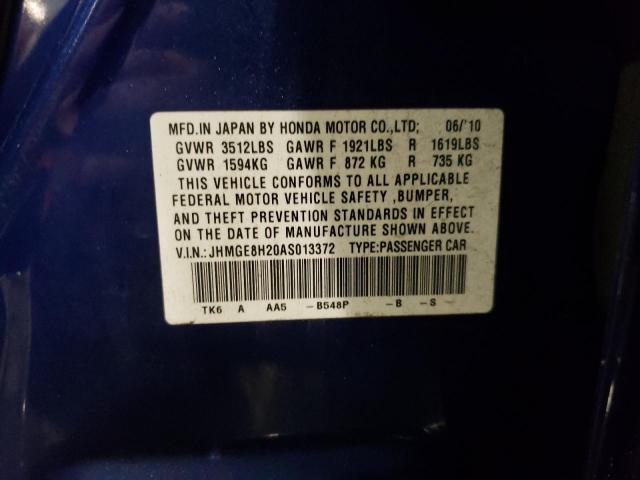 MFD.IN JAPAN BY HONDA MOTOR CO.,LTD; 06/'10
GVWR 3512LBS GAWR F 1921LBS R 1619LBS
GVWR 1594KG GAWR F 872 KG R 735 KG
THIS VEHICLE CONFORMS TO ALL APPLICABLE
FEDERAL MOTOR VEHICLE SAFETY ,BUMPER,
AND THEFT PREVENTION STANDARDS IN EFFECT
ON THE DATE OF MANUFACTURE SHOWN ABOVE.
V.I.N.:JHMGE8H20AS013372 TYPE:PASSENGER CAR
TK6 A AA5 -B548P -B -S-